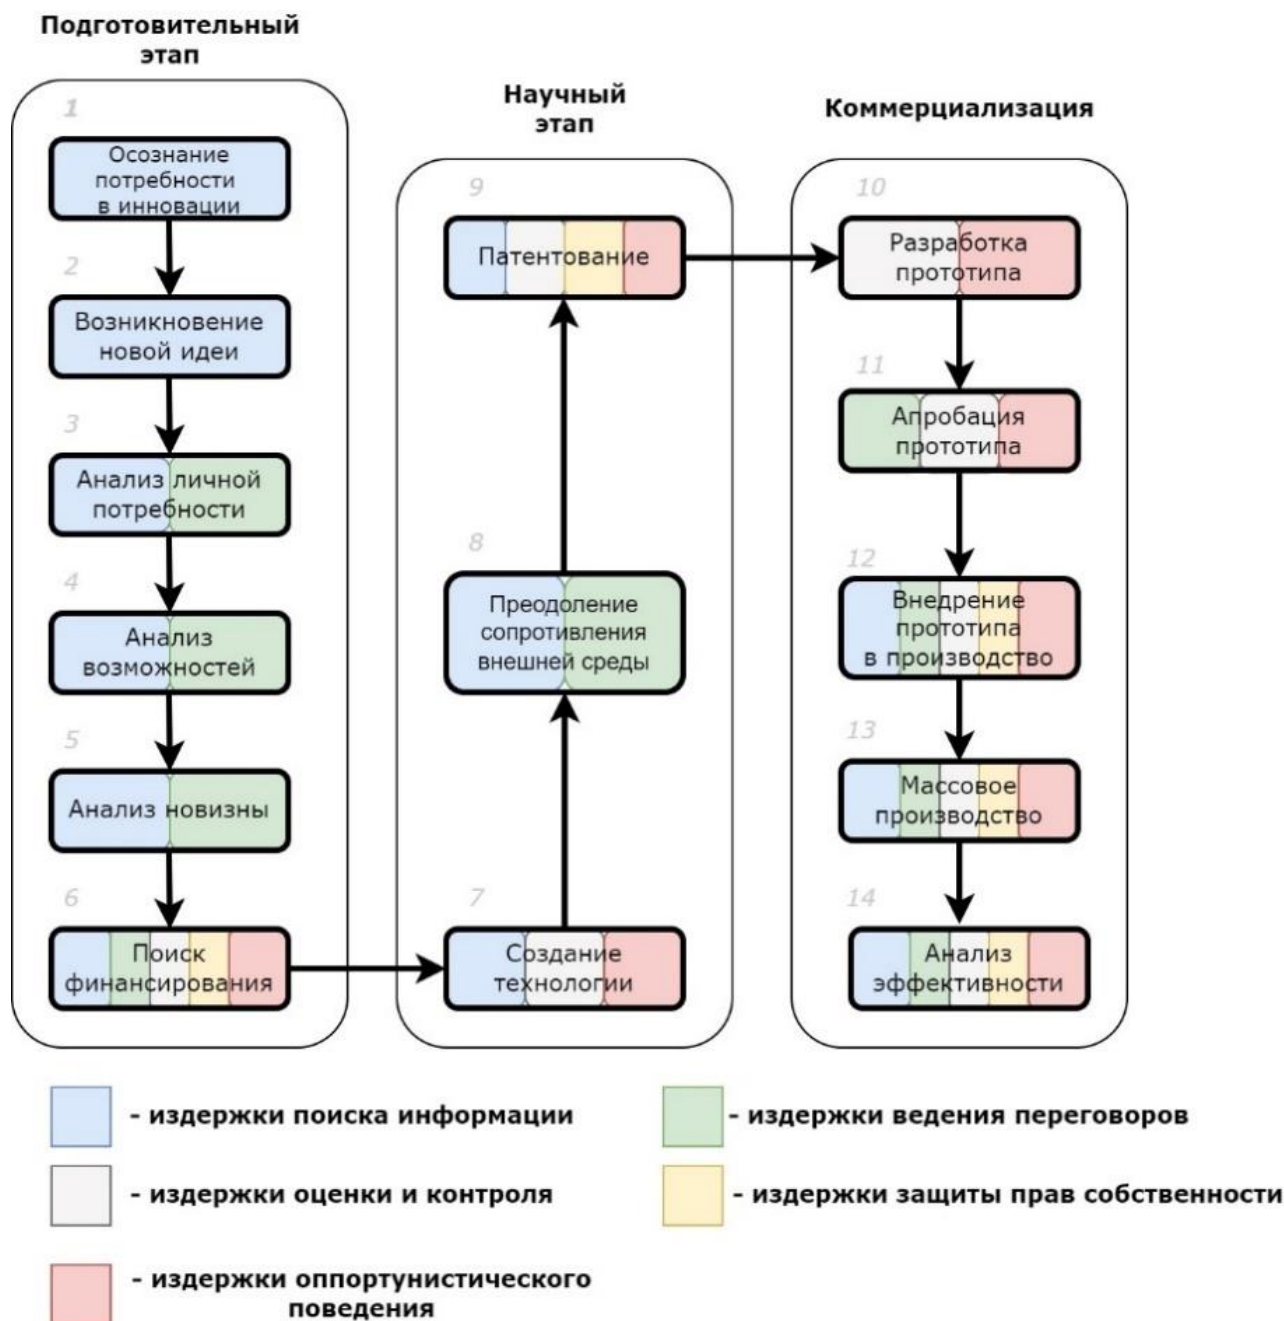 Подготовительный
этап
1
Осознание
потребности
в инновации
2
Возникновение
новой идеи
3
Анализ личной
потребности
4
Анализ
возможностей
5
Анализ новизны
6
Поиск
финансирования
Научный
этап
9
Патентование
8
Преодоление
сопротивления
внешней среды
7
Создание
технологии
Коммерциализация
10
Разработка
прототипа
11
Апробация
прототипа
12
Внедрение
прототипа
в производство
13
Массовое
производство
14
Анализ
эффективности
- издержки поиска информации
- издержки ведения переговоров
- издержки оценки и контроля
- издержки защиты прав собственности
- издержки оппортунистического
поведения